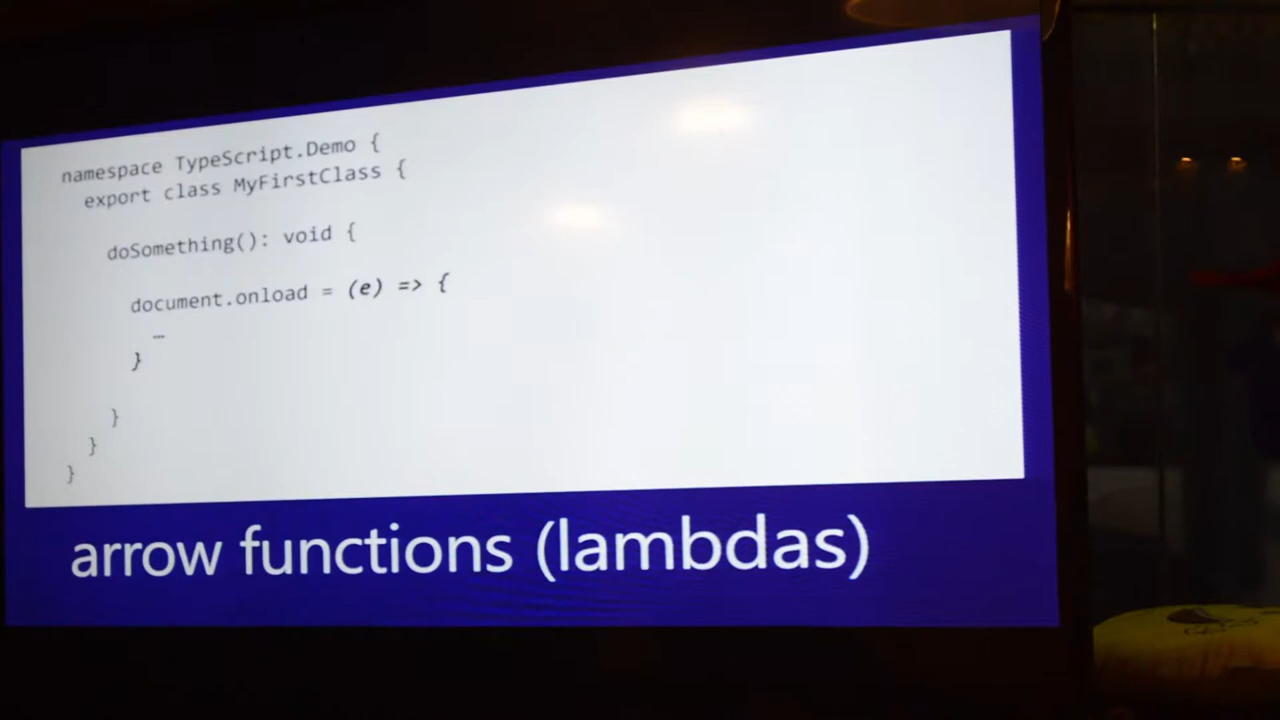 namespace TypeScript.Demo {
export class MyFirstClass {
doSomething(): void {
document.onload = (e) => {
…
}
}
}
}
arrow functions (lambdas)